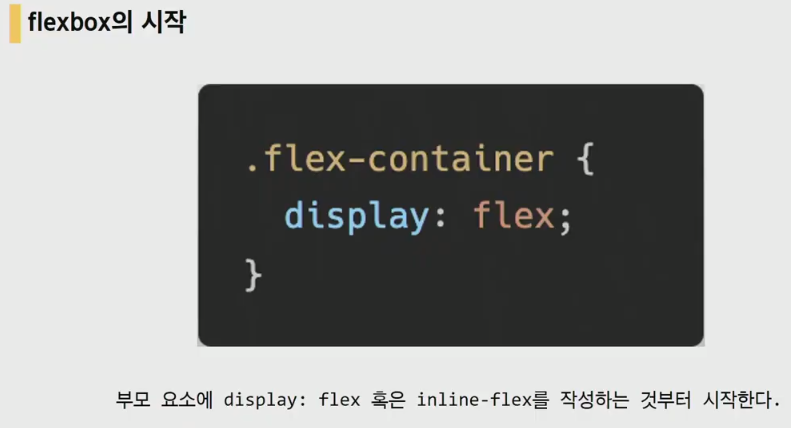 flexbox의 시작
.flex-container {
display: flex;
}
부모 요소에 display: flex 혹은 inline-flex를 작성하는 것부터 시작한다.